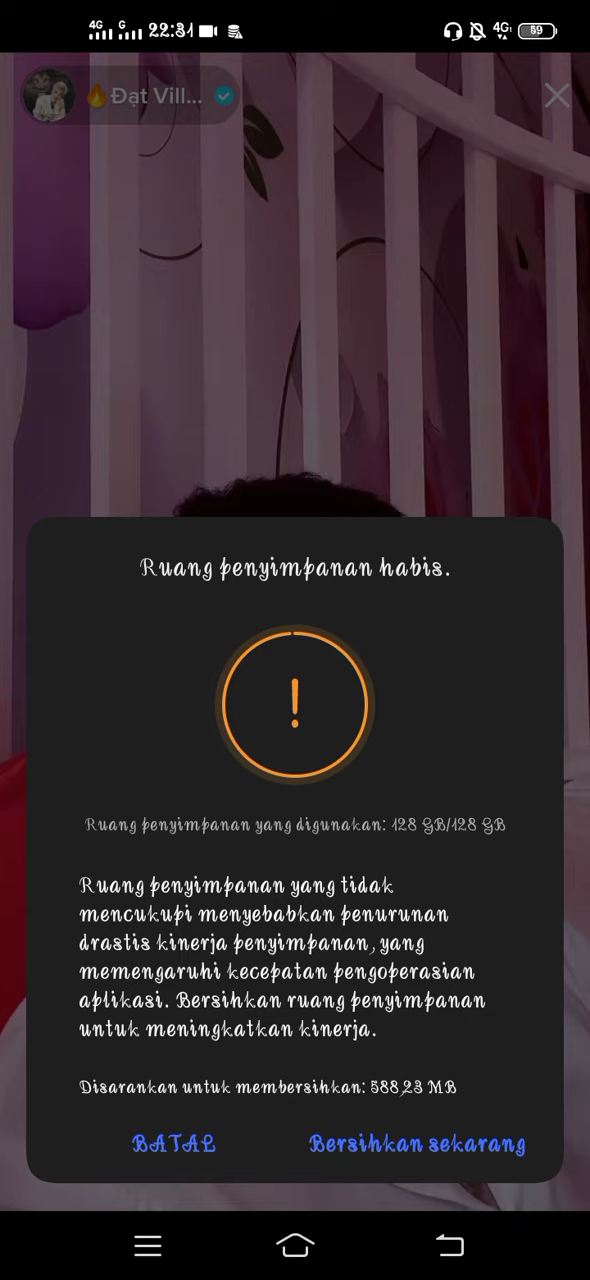 4G G 22:31 4G 59
🔥Đạt Vill...
Ruang penyimpanan habis.
!
Ruang penyimpanan yang digunakan: 128 GB/128 GB
Ruang penyimpanan yang tidak
mencukupi menyebabkan penurunan
drastis kinerja penyimpanan, yang
memengaruhi kecepatan pengoperasian
aplikasi. Bersihkan ruang penyimpanan
untuk meningkatkan kinerja.
Disarankan untuk membersihkan: 588,23 MB
BATAL Bersihkan sekarang